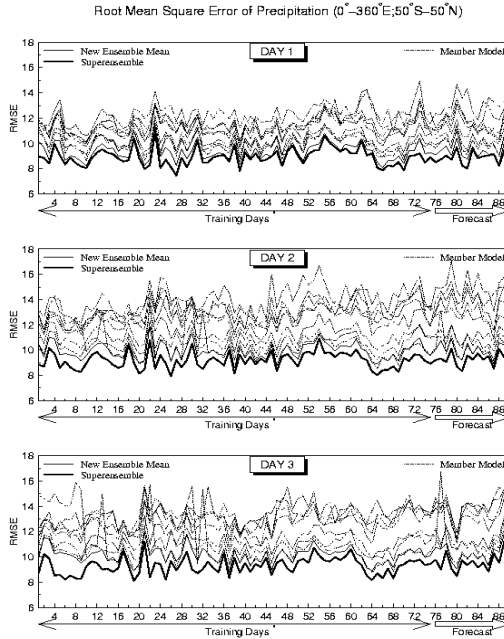 Root Mean Square Error of Precipitation (0°–360°E;50°S–50°N)
18
16
14
12
10
8
6
RMSE
New Ensemble Mean
Superensemble
DAY 1
Member Model
4 8 12 16 20 24 28 32 36 40 44 48 52 56 60 64 68 72 76 80 84 88
Training Days
Forecast
18
16
14
12
10
8
6
RMSE
New Ensemble Mean
Superensemble
DAY 2
Member Model
4 8 12 16 20 24 28 32 36 40 44 48 52 56 60 64 68 72 76 80 84 88
Training Days
Forecast
18
16
14
12
10
8
6
RMSE
New Ensemble Mean
Superensemble
DAY 3
Member Model
4 8 12 16 20 24 28 32 36 40 44 48 52 56 60 64 68 72 76 80 84 88
Training Days
Forecast